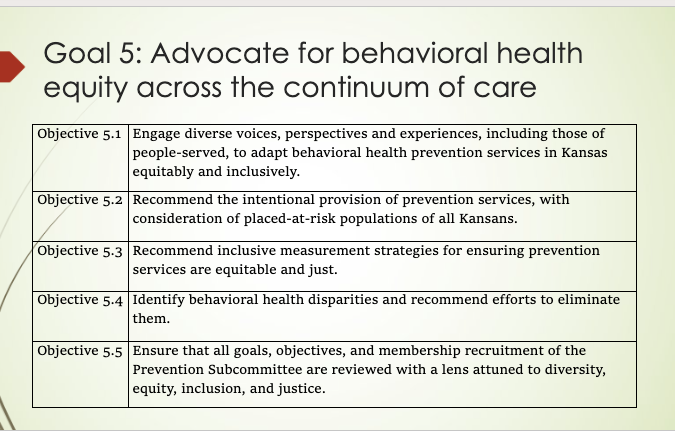 Goal 5: Advocate for behavioral health
equity across the continuum of care
Objective 5.1 Engage diverse voices, perspectives and experiences, including those of
people-served, to adapt behavioral health prevention services in Kansas
equitably and inclusively.
Objective 5.2 Recommend the intentional provision of prevention services, with
consideration of placed-at-risk populations of all Kansans.
Objective 5.3 Recommend inclusive measurement strategies for ensuring prevention
services are equitable and just.
Objective 5.4 Identify behavioral health disparities and recommend efforts to eliminate
them.
Objective 5.5 Ensure that all goals, objectives, and membership recruitment of the
Prevention Subcommittee are reviewed with a lens attuned to diversity,
equity, inclusion, and justice.